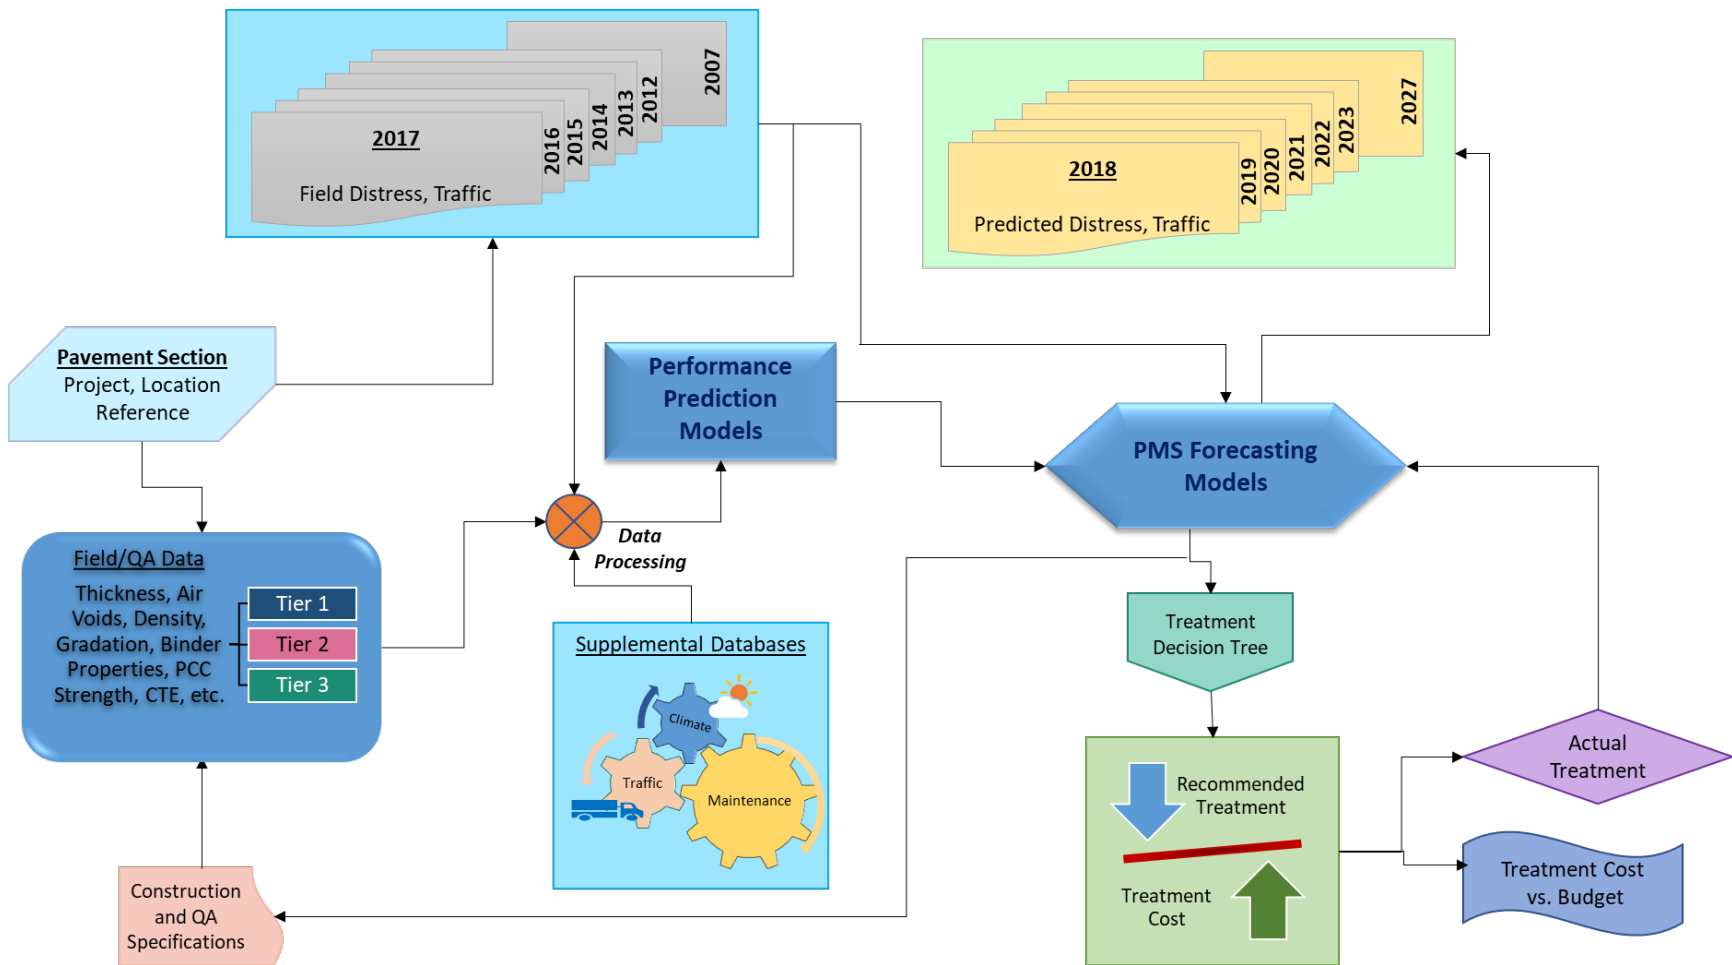 2007
2012
2013
2014
2015
2016
2017
Field Distress, Traffic
2027
2023
2022
2021
2020
2019
2018
Predicted Distress, Traffic
Pavement Section
Project, Location
Reference
Performance
Prediction
Models
PMS Forecasting
Models
Data
Processing
Field/QA Data
Thickness, Air
Voids, Density,
Gradation, Binder
Properties, PCC
Strength, CTE, etc.
Tier 1
Tier 2
Tier 3
Supplemental Databases
Climate
Traffic
Maintenance
Treatment
Decision Tree
Recommended
Treatment
Treatment
Cost
Actual
Treatment
Treatment Cost
vs. Budget
Construction
and QA
Specifications